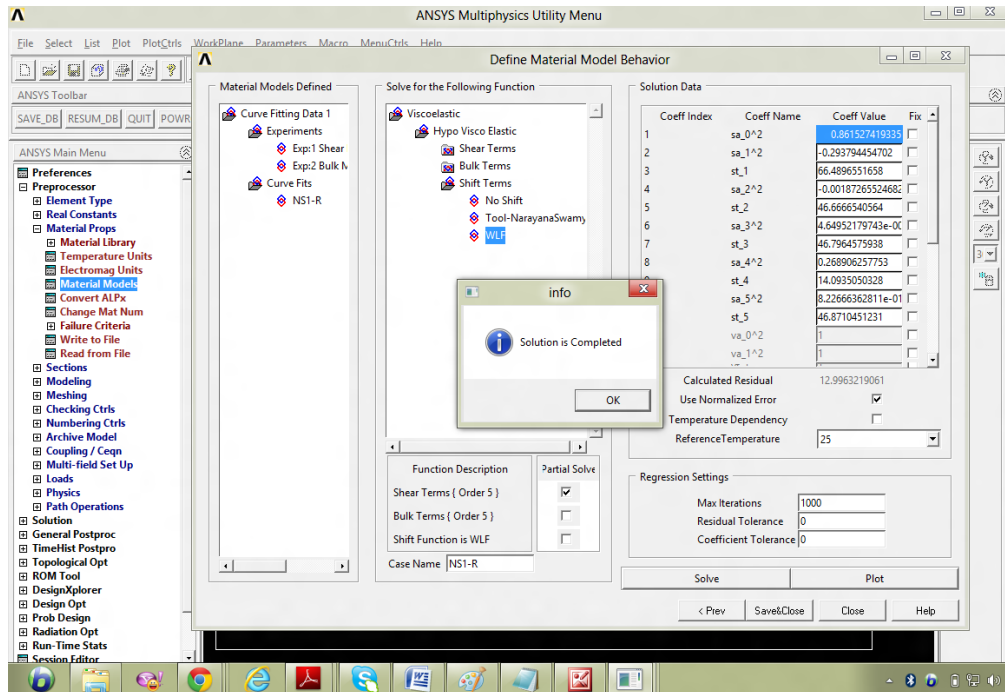 ANSYS Multiphysics Utility Menu
File Select List Plot PlotCtrls WorkPlane Parameters Macro MenuCtrls Help
ANSYS Toolbar
SAVE_DB RESUM_DB QUIT POWR
ANSYS Main Menu
Preferences
Preprocessor
Element Type
Real Constants
Material Props
Material Library
Temperature Units
Electromag Units
Material Models
Convert ALPx
Change Mat Num
Failure Criteria
Write to File
Read from File
Sections
Modeling
Meshing
Checking Ctrls
Numbering Ctrls
Archive Model
Coupling / Ceqn
Multi-field Set Up
Loads
Physics
Path Operations
Solution
General Postproc
TimeHist Postpro
Topological Opt
ROM Tool
DesignXplorer
Design Opt
Prob Design
Radiation Opt
Run-Time Stats
Session Editor
Define Material Model Behavior
Material Models Defined
Curve Fitting Data 1
Experiments
Exp:1 Shear
Exp:2 Bulk
Curve Fits
NS1-R
Solve for the Following Function
Viscoelastic
Hypo Visco Elastic
Shear Terms
Bulk Terms
Shift Terms
No Shift
Tool-NarayanaSwamy
WLF
Function Description Partial Solve
Shear Terms { Order 5 }
Bulk Terms { Order 5 }
Shift Function is WLF
Case Name NS1-R
Solution Data
Coeff Index Coeff Name Coeff Value Fix
1 sa_0^2 0.861527419335
2 sa_1^2 -0.293794454702
3 st_1 66.4896551658
4 sa_2^2 -0.00187265524682
5 st_2 46.6666540564
6 sa_3^2 4.64952179743e-00
7 st_3 46.7964575938
8 sa_4^2 0.268906257753
st_4 14.0935050328
sa_5^2 8.22666362811e-01
st_5 46.8710451231
va_0^2 1
va_1^2 1
Calculated Residual 12.9963219061
Use Normalized Error
Temperature Dependency
ReferenceTemperature 25
Regression Settings
Max Iterations 1000
Residual Tolerance 0
Coefficient Tolerance 0
Solve Plot
< Prev Save&Close Close Help
info
Solution is Completed
OK